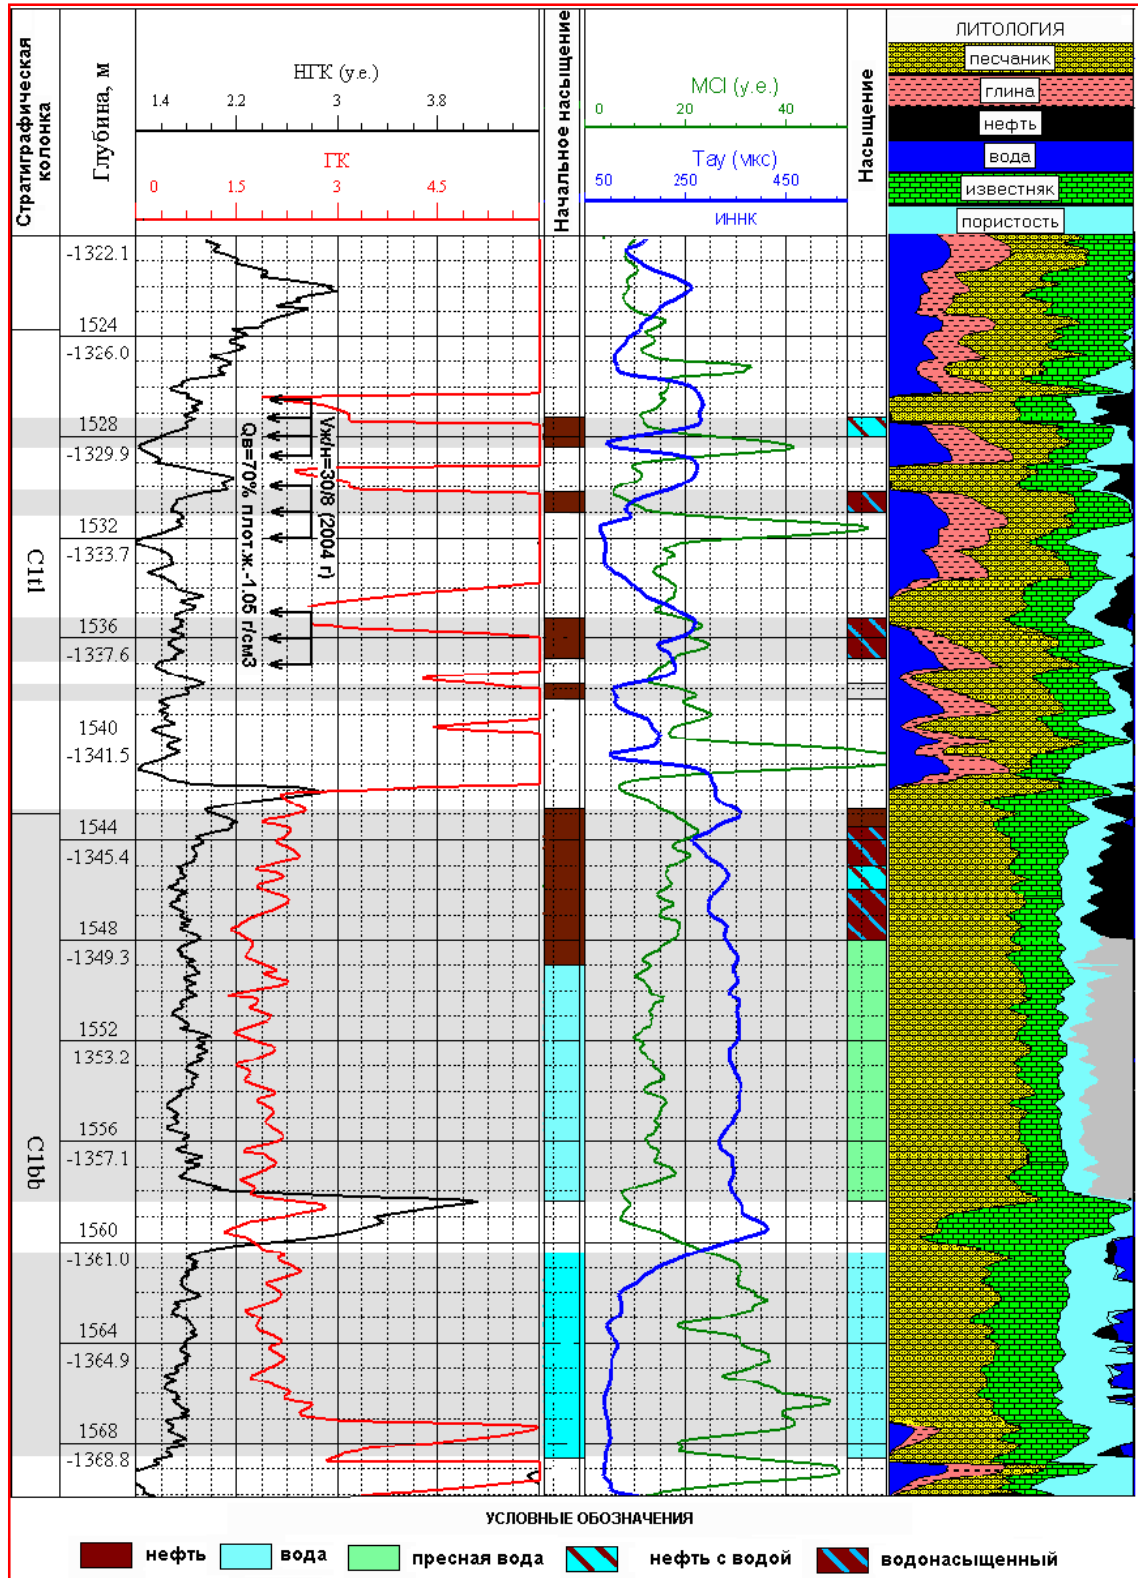 Стратиграфическая
колонка
Глубина, м
НГК (у.е.)
1.4 2.2 3 3.8
ГК
0 1.5 3 4.5
Начальное насыщение
MCl (у.е.)
0 20 40
Тау (мкс)
50 250 450
ИННК
Насыщение
ЛИТОЛОГИЯ
песчаник
глина
нефть
вода
известняк
пористость
-1322.1
1524
-1326.0
1528
-1329.9
1532
-1333.7
1536
-1337.6
1540
-1341.5
1544
-1345.4
1548
-1349.3
1552
-1353.2
1556
-1357.1
1560
-1361.0
1564
-1364.9
1568
-1368.8
C1tl
C1bb
Vж/н=30/8 (2004 г)
Qв=70% плот.ж.-1.05 г/см3
УСЛОВНЫЕ ОБОЗНАЧЕНИЯ
нефть вода пресная вода нефть с водой водонасыщенный